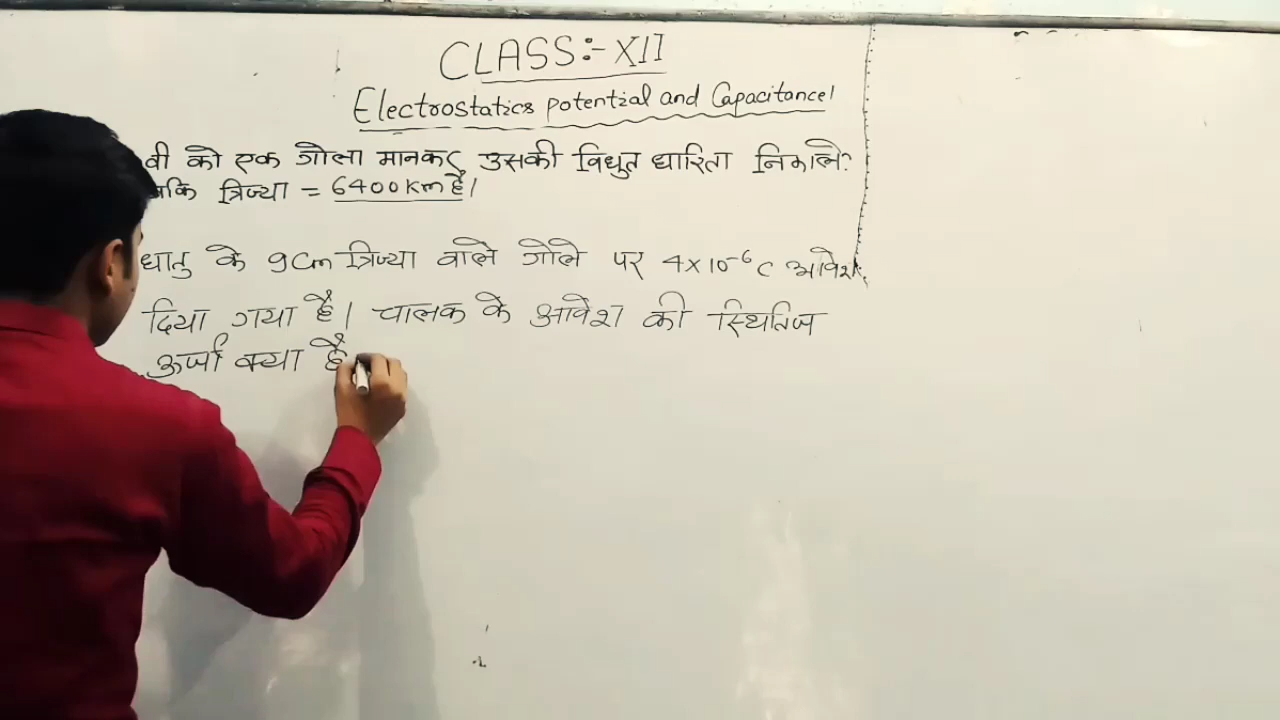 CLASS:- XII
Electrostatics potential and Capacitance
वी को एक गोला मानकर उसकी विधुत धारिता निकाले?
कि त्रिज्या = 6400 Km है।
धातु के 9cm त्रिज्या वाले गोले पर 4×10⁻⁶ C आवेश
दिया गया है। चालक के आवेश की स्थितिज
ऊर्जा क्या है